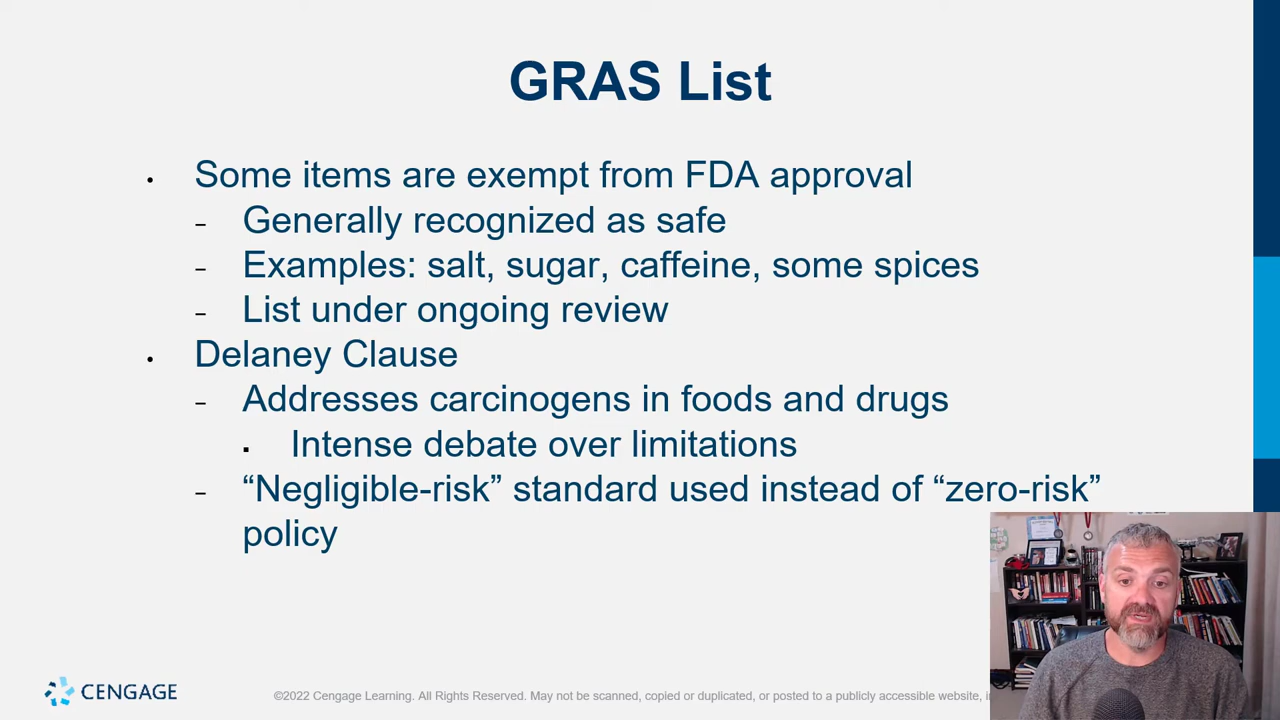 GRAS List
• Some items are exempt from FDA approval
– Generally recognized as safe
– Examples: salt, sugar, caffeine, some spices
– List under ongoing review
• Delaney Clause
– Addresses carcinogens in foods and drugs
▪ Intense debate over limitations
– “Negligible-risk” standard used instead of “zero-risk”
policy
CENGAGE
©2022 Cengage Learning. All Rights Reserved. May not be scanned, copied or duplicated, or posted to a publicly accessible website,